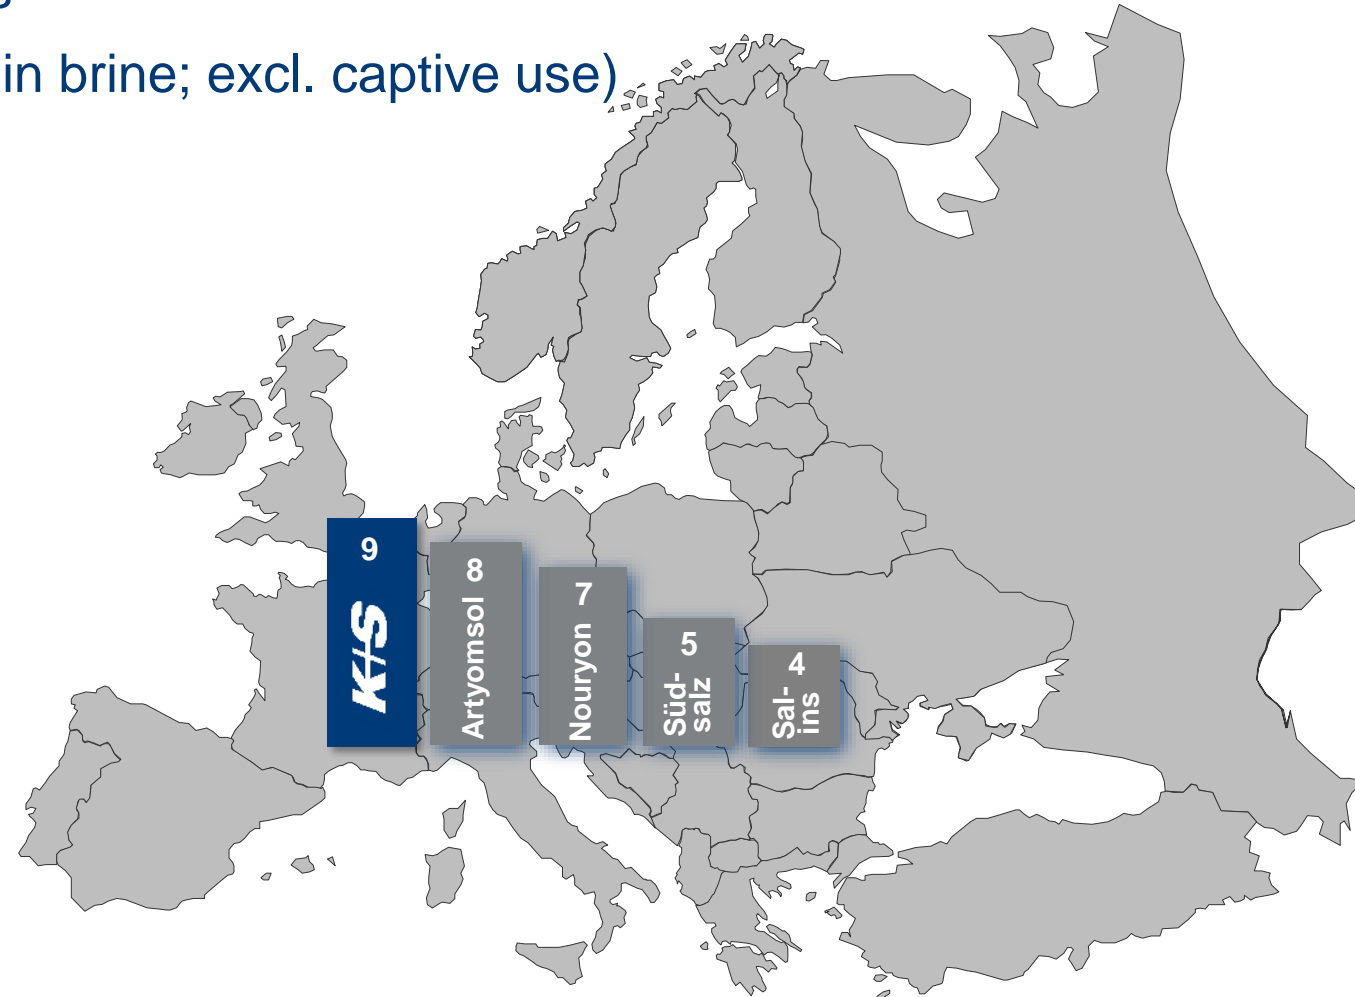 in brine; excl. captive use)
9
K+S
8
Artyomsol
7
Nouryon
5
Süd-
salz
4
Sal-
ins